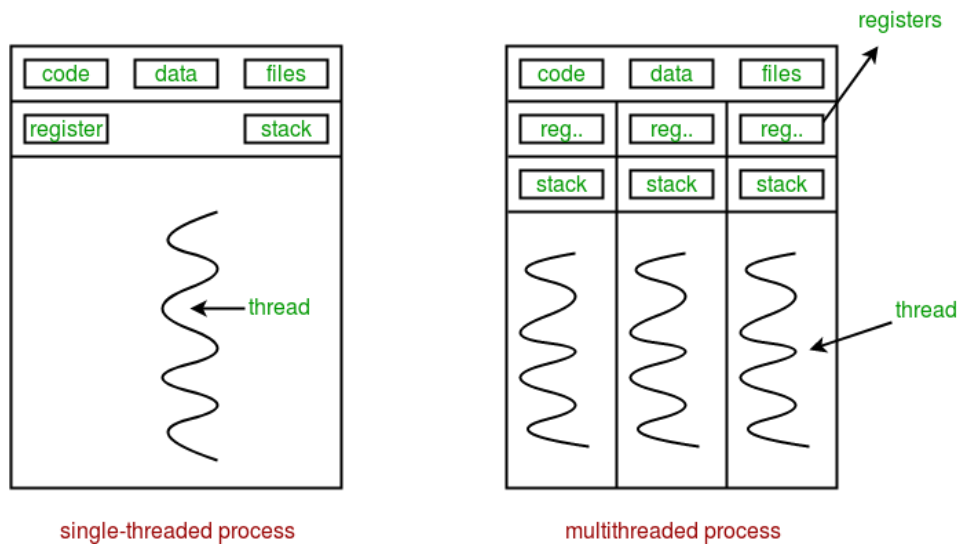 registers
code data files
register stack
thread
single-threaded process
code data files
reg.. reg.. reg..
stack stack stack
thread
multithreaded process